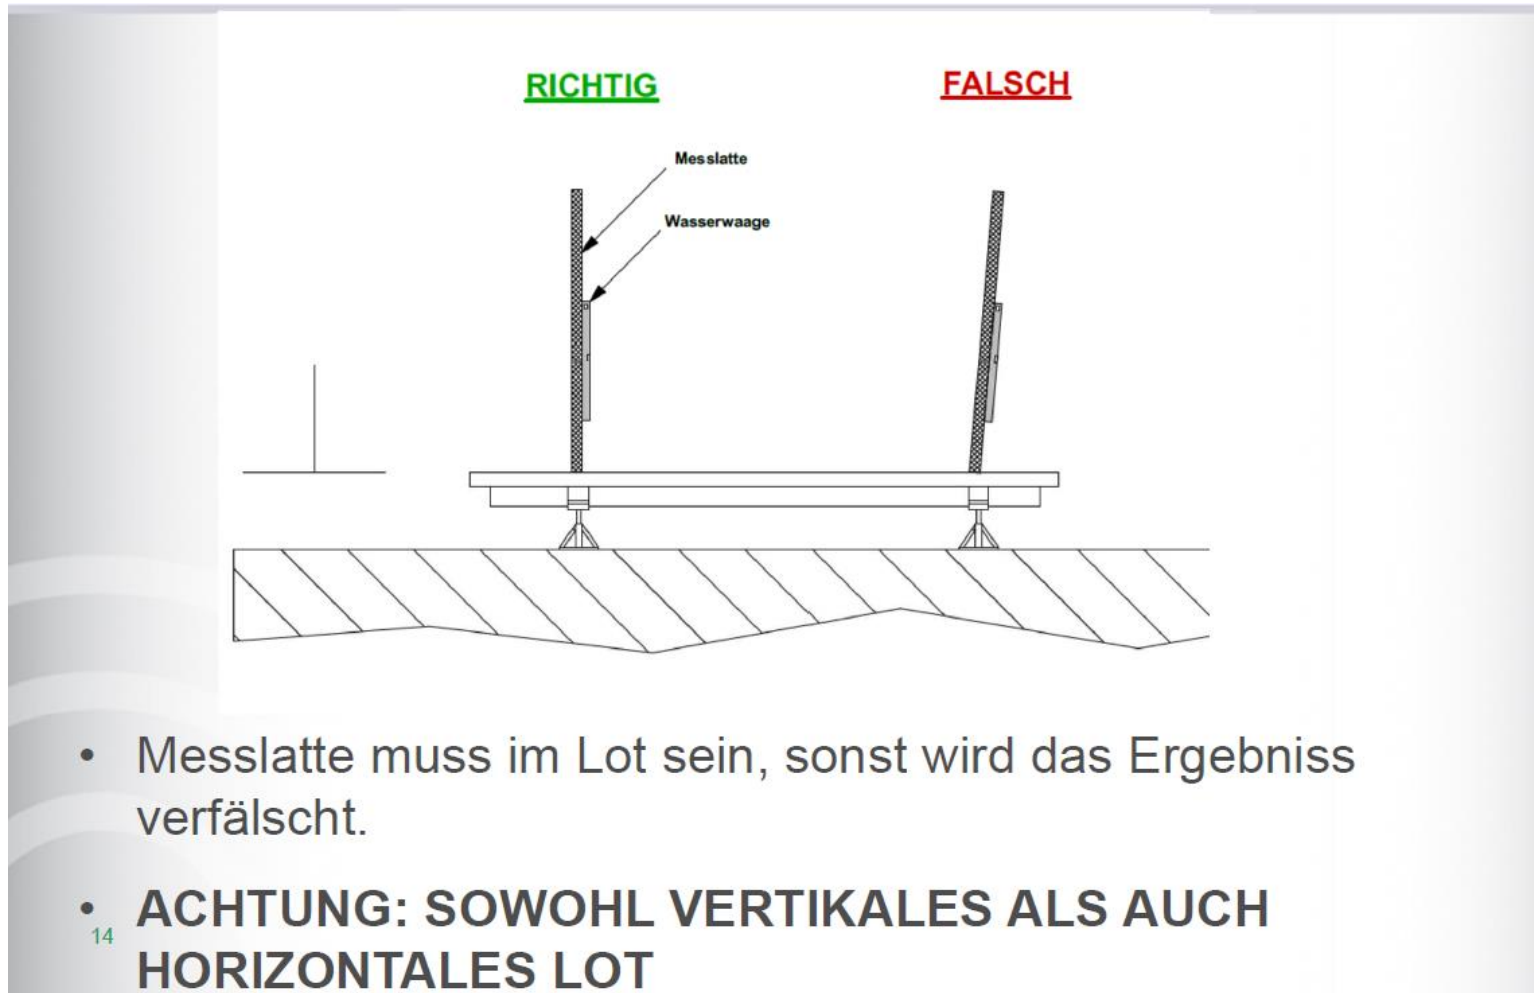 RICHTIG
FALSCH
Messlatte
Wasserwaage
• Messlatte muss im Lot sein, sonst wird das Ergebniss
verfälscht.
• ACHTUNG: SOWOHL VERTIKALES ALS AUCH
HORIZONTALES LOT
14